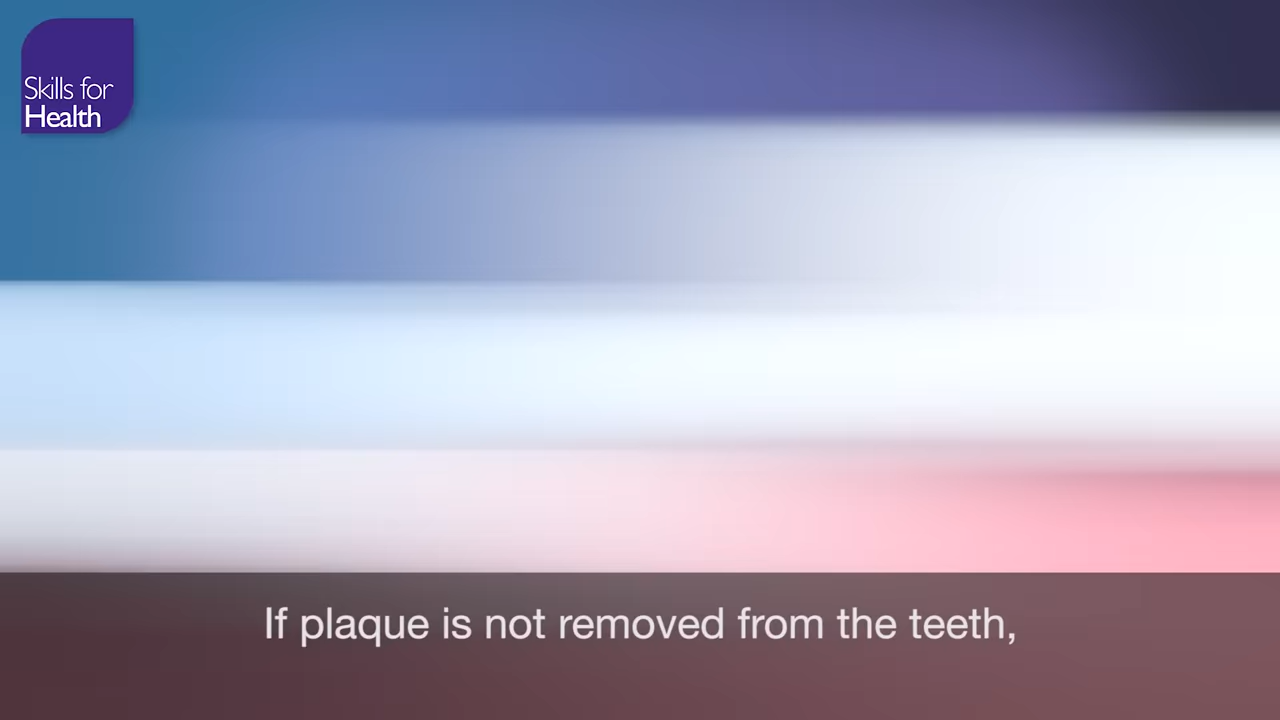 Skills for
Health
If plaque is not removed from the teeth,